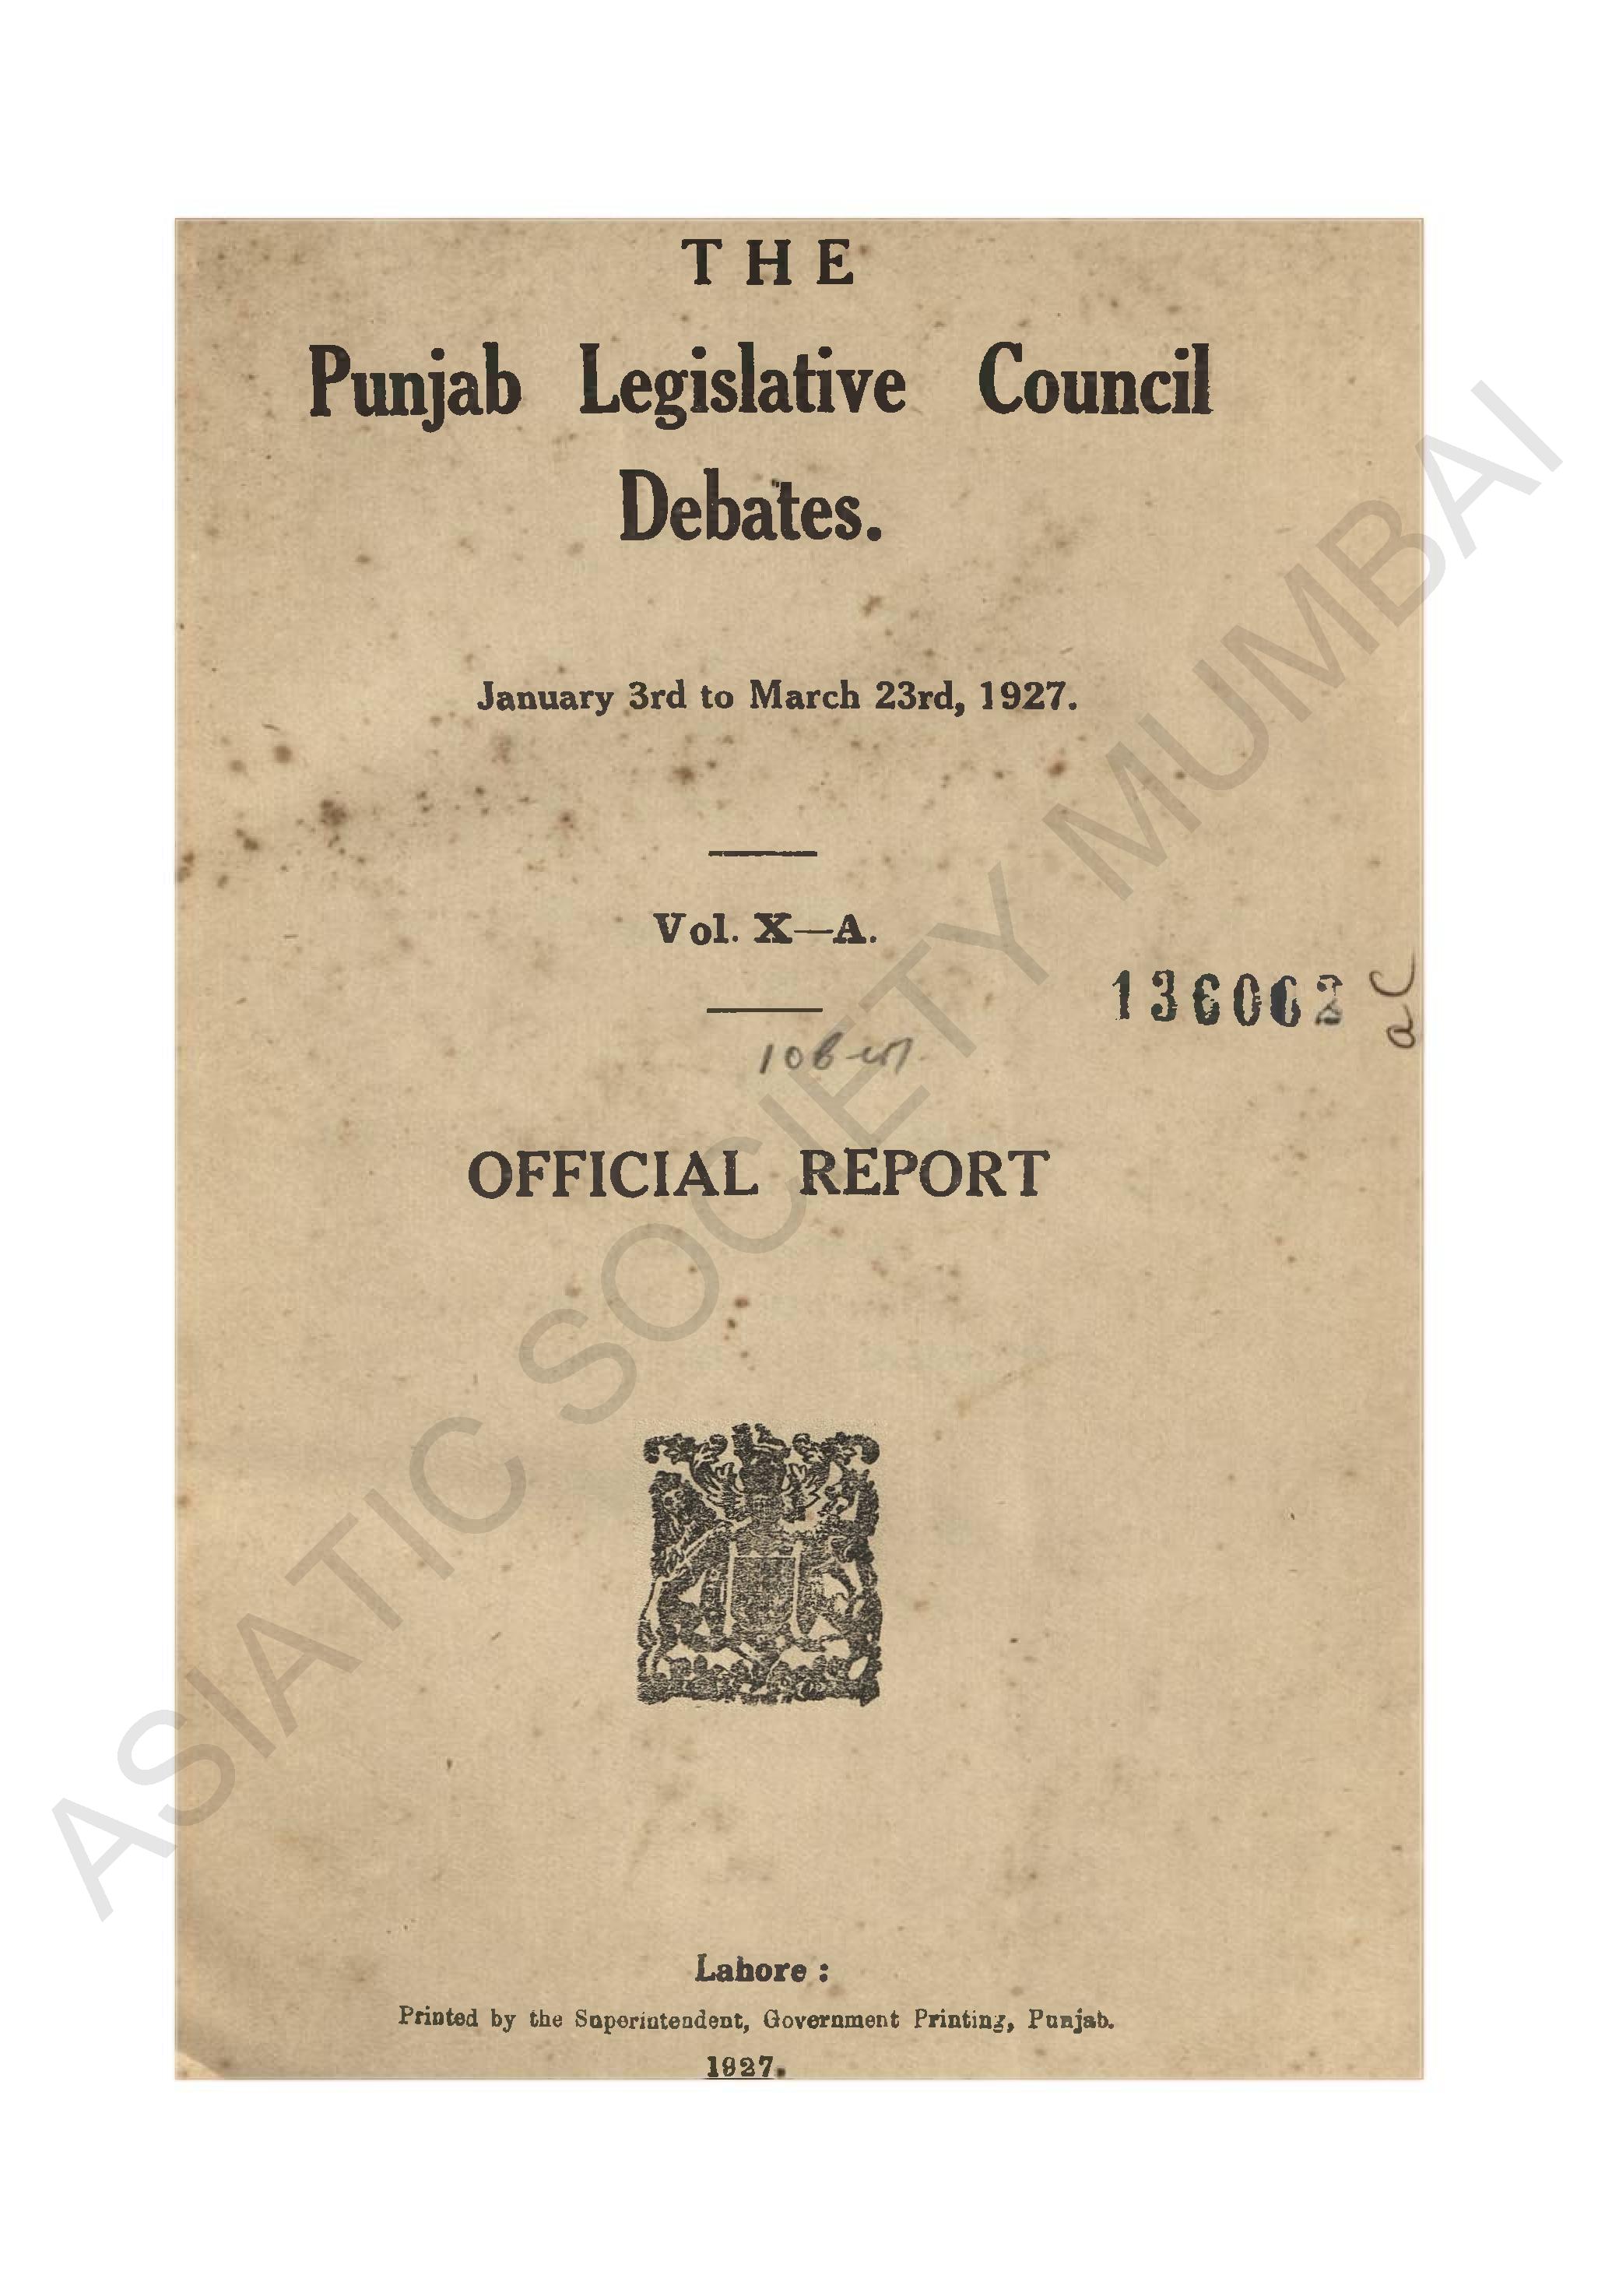 THE
Punjab Legislative Council
Debates.
January 3rd to March 23rd, 1927.
Vol. X—A.
136062
OFFICIAL REPORT
Lahore :
Printed by the Superintendent, Government Printing, Punjab.
1927.
ASIATIC SOCIETY MUMBAI